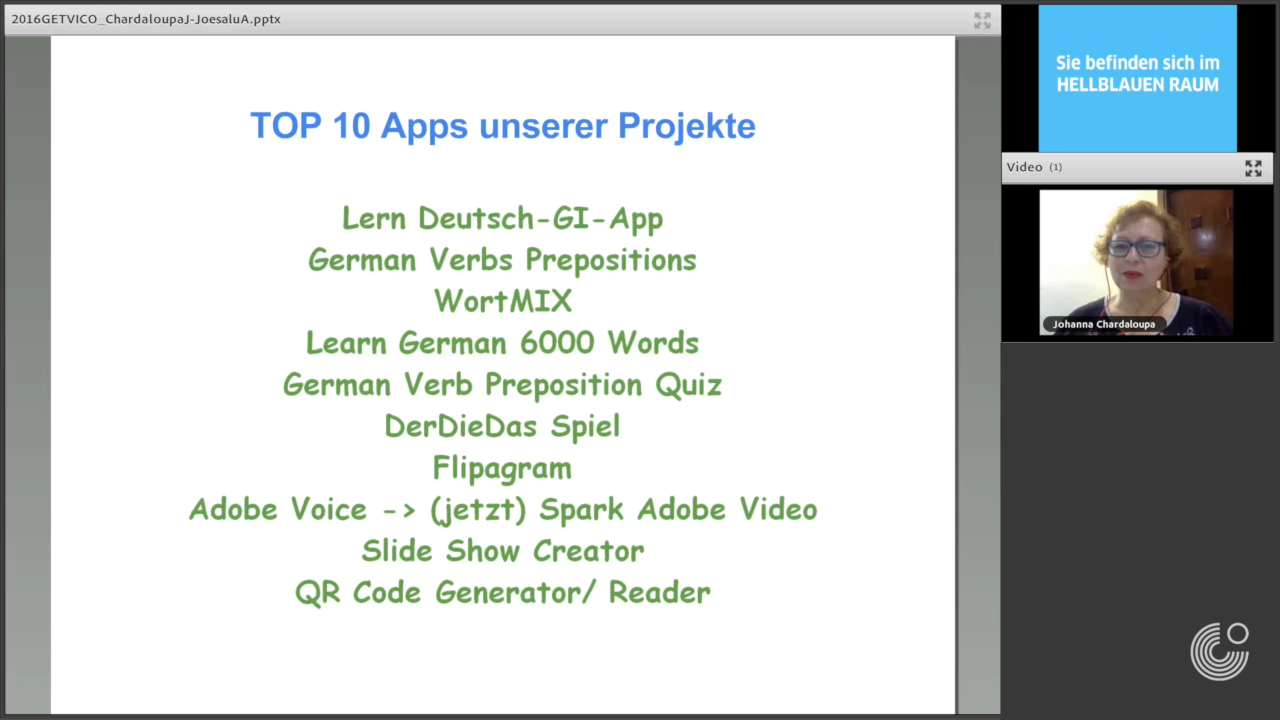 2016GETVICO_ChardaloupaJ-JoesaluA.pptx
TOP 10 Apps unserer Projekte
Lern Deutsch-GI-App
German Verbs Prepositions
WortMIX
Learn German 6000 Words
German Verb Preposition Quiz
DerDieDas Spiel
Flipagram
Adobe Voice -> (jetzt) Spark Adobe Video
Slide Show Creator
QR Code Generator/ Reader
Sie befinden sich im
HELLBLAUEN RAUM
Video (1)
Johanna Chardaloupa